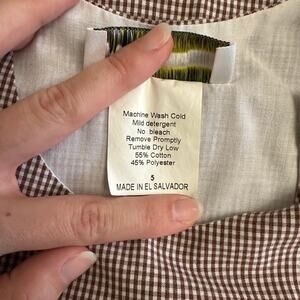 Machine Wash Cold
Mild detergent
No bleach
Remove Promptly
Tumble Dry Low
55% Cotton
45% Polyester
5
MADE IN EL SALVADOR